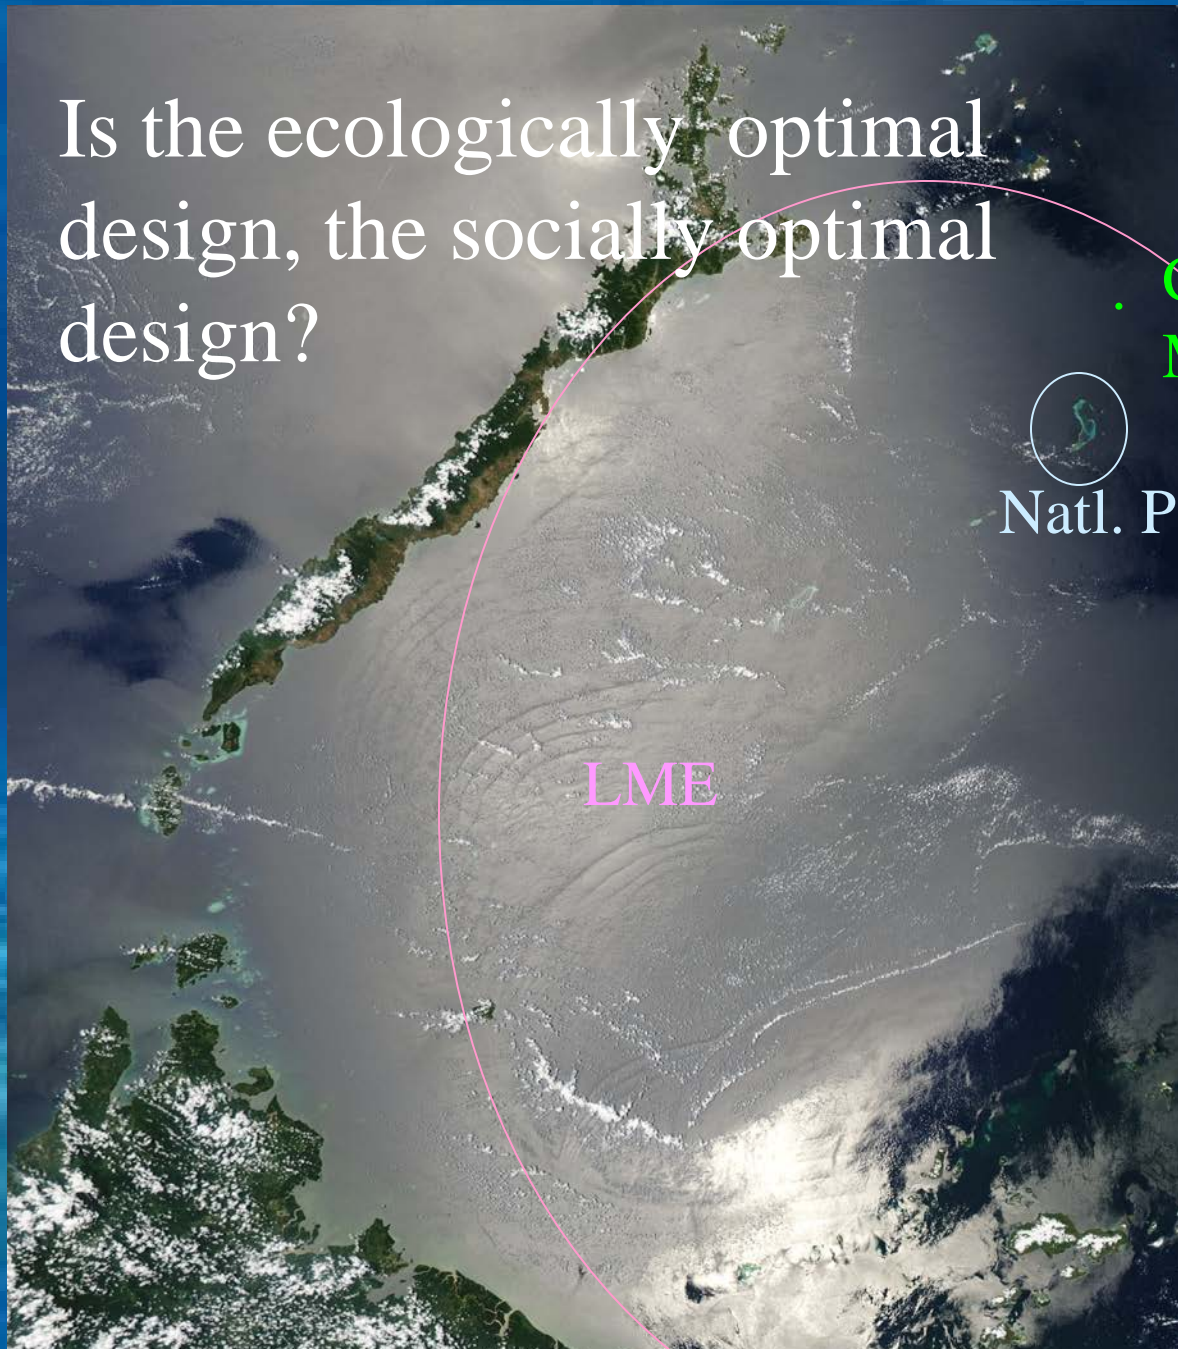 Is the ecologically optimal
design, the socially optimal
design?
Natl. P
LME